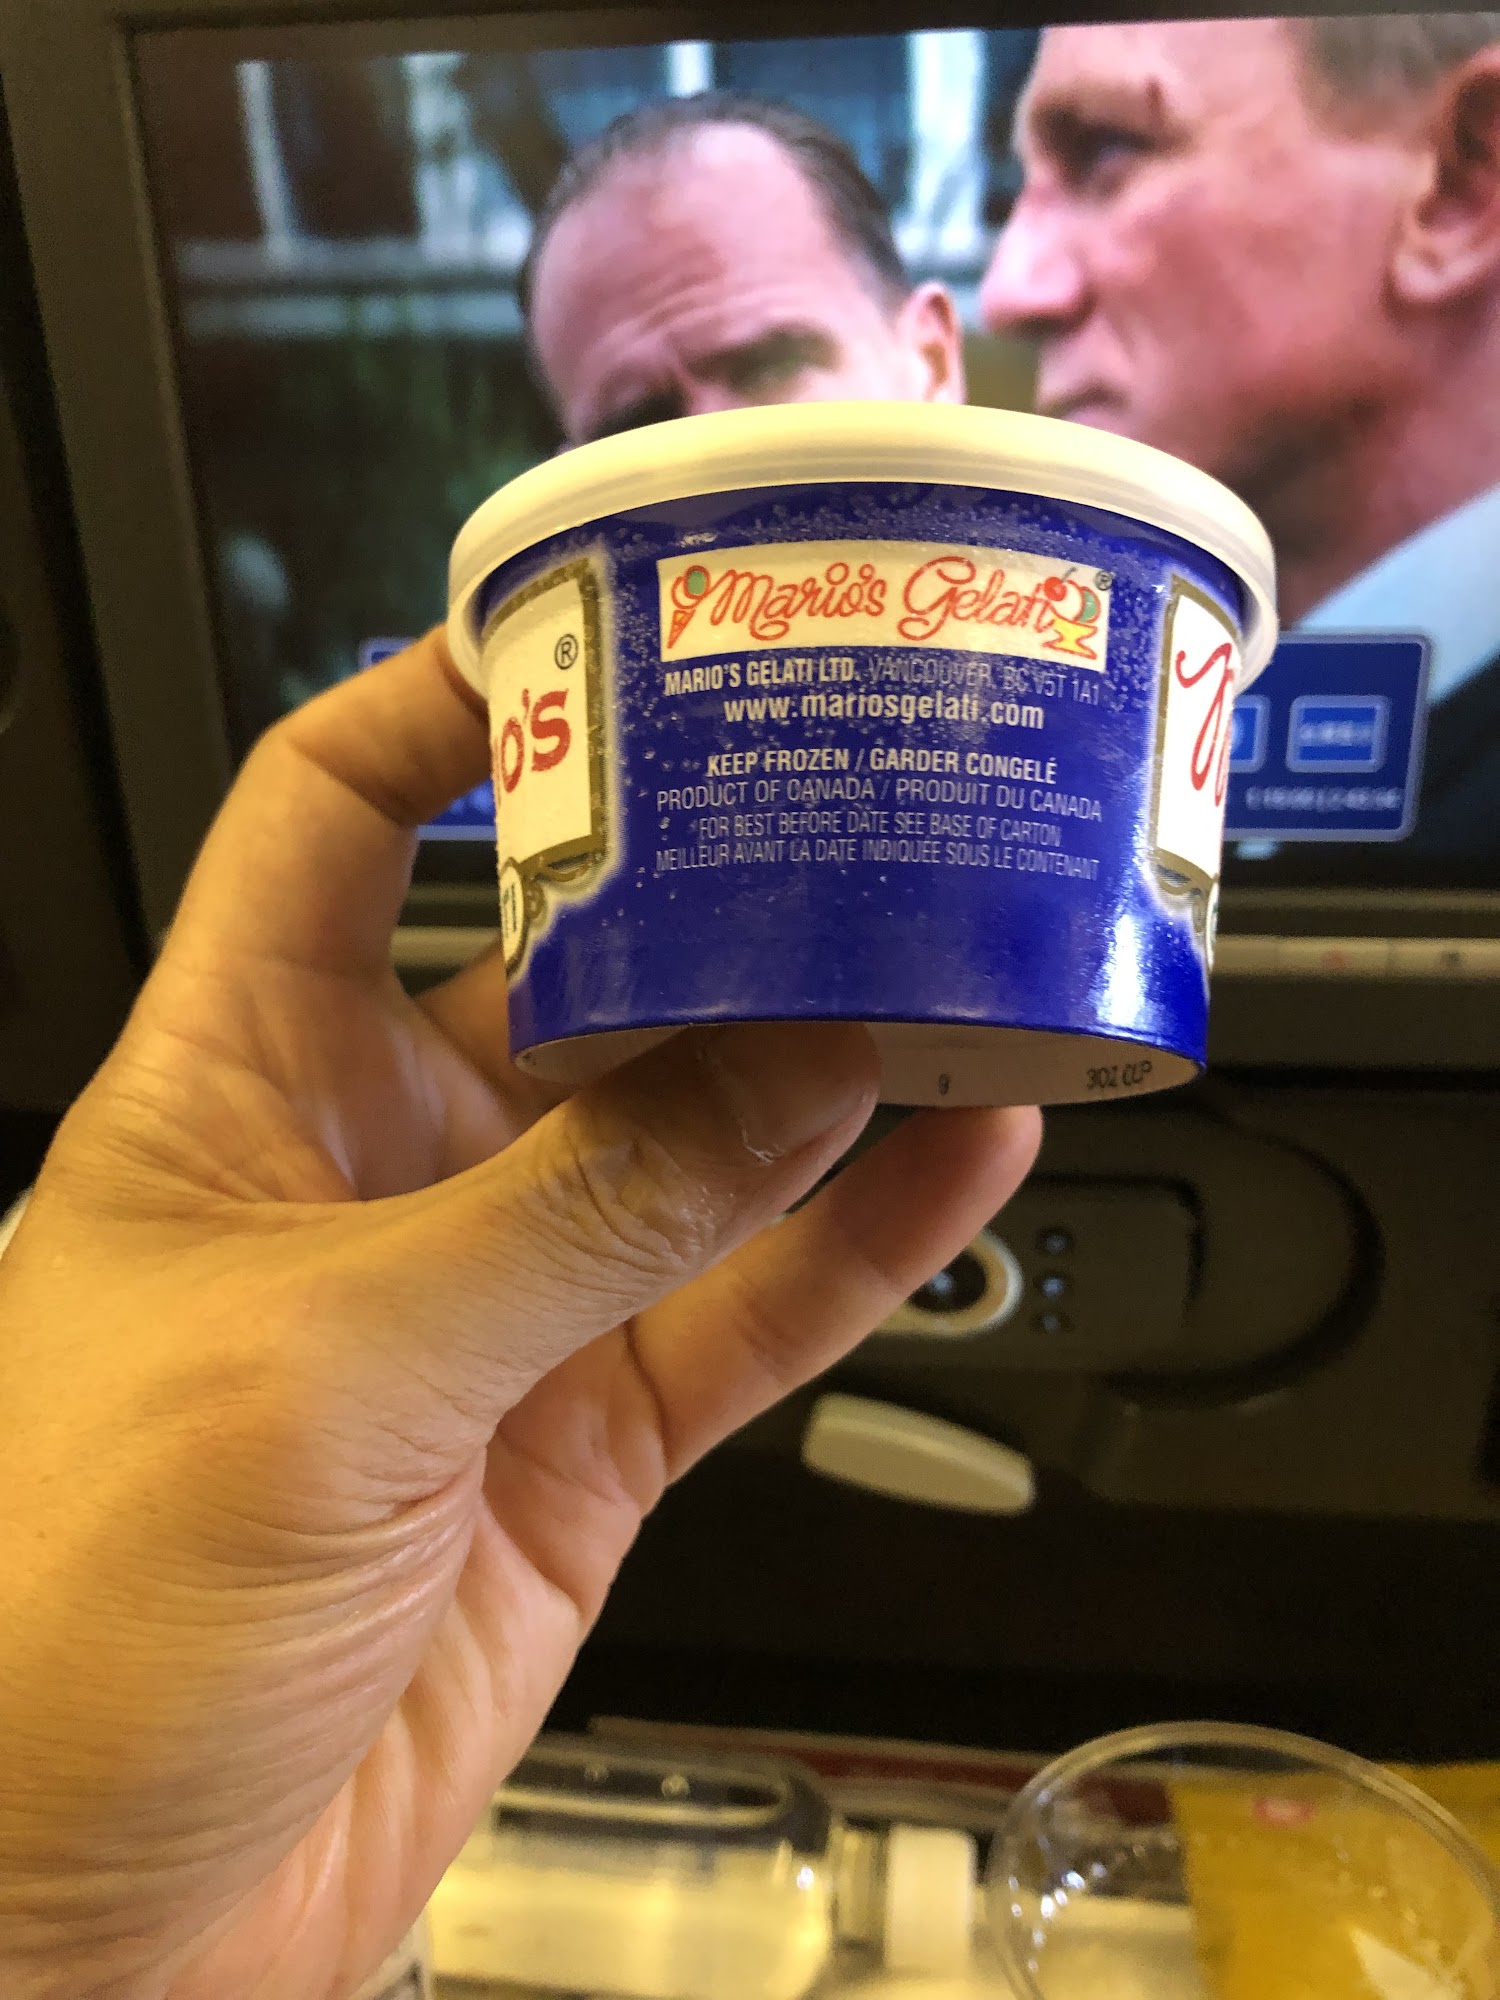 Mario's Gelati®
MARIO'S GELATI LTD. VANCOUVER, BC V5T 1A1
www.mariosgelati.com
KEEP FROZEN / GARDER CONGELÉ
PRODUCT OF CANADA / PRODUIT DU CANADA
FOR BEST BEFORE DATE SEE BASE OF CARTON
MEILLEUR AVANT LA DATE INDIQUÉE SOUS LE CONTENANT
®
O'S
9
3OZ CUP